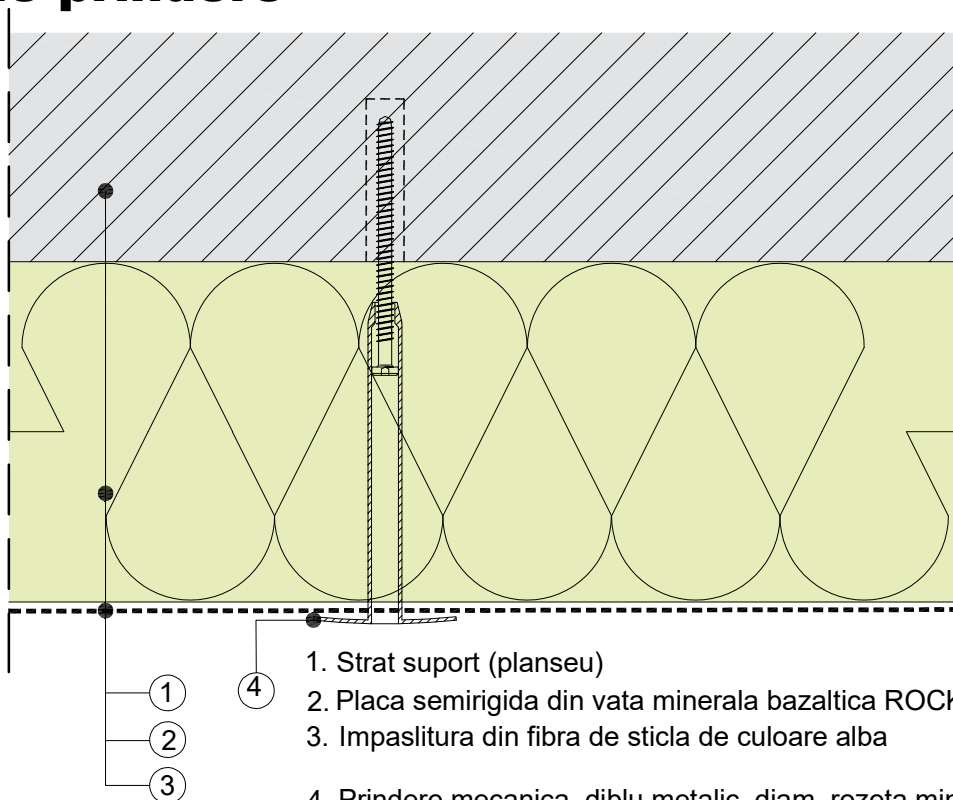 prindere
1
2
3
4
1. Strat suport (planseu)
2. Placa semirigida din vata minerala bazaltica
3. Impaslitura din fibra de sticla de culoare alba
4. Prindere mecanica, diblu metalic, diam. rozeta